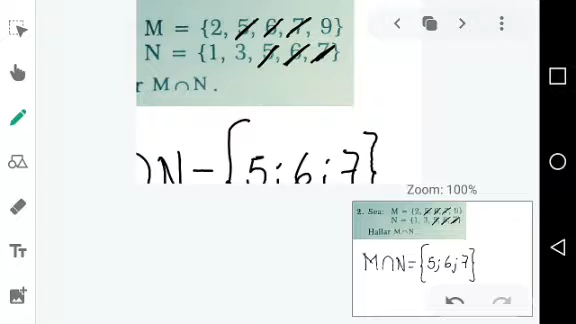 M = {2, 5, 6, 7, 9}
N = {1, 3, 5, 6, 7}
r M∩N.
∩N={5;6;7}
Zoom: 100%
2. Sea: M = {2, 5, 6, 7, 9}
N = {1, 3, 5, 6, 7}
Hallar M∩N.
M∩N={5;6;7}
Tт